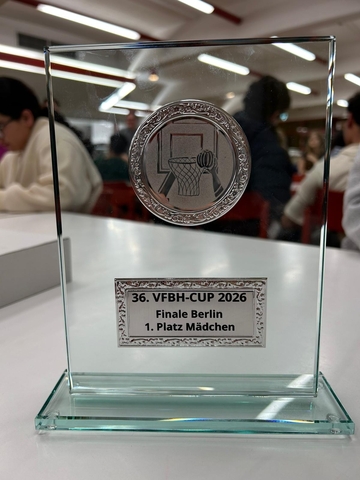 36. VFBH-CUP 2026
Finale Berlin
1. Platz Mädchen